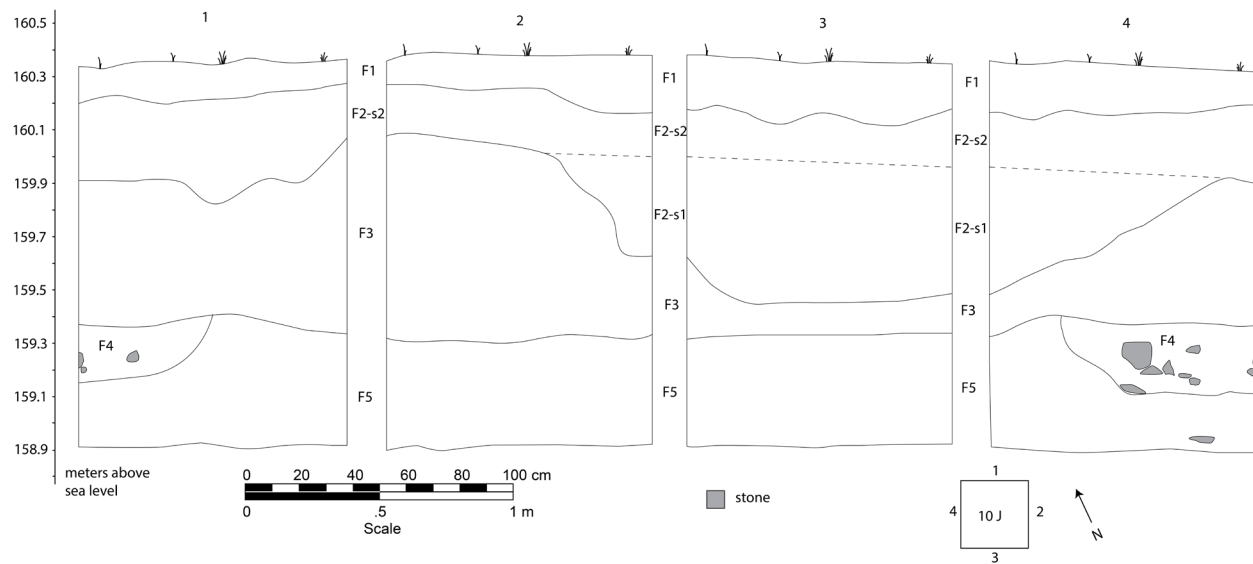 160.5
160.3
160.1
159.9
159.7
159.5
159.3
159.1
158.9
meters above
sea level
1
F4
F1
F2-s2
F3
F5
2
F1
F2-s2
F2-s1
F3
F5
3
F1
F2-s2
F2-s1
F3
F5
4
F4
0 20 40 60 80 100 cm
0 .5 1 m
Scale
stone
1
4 10 J 2
3
N